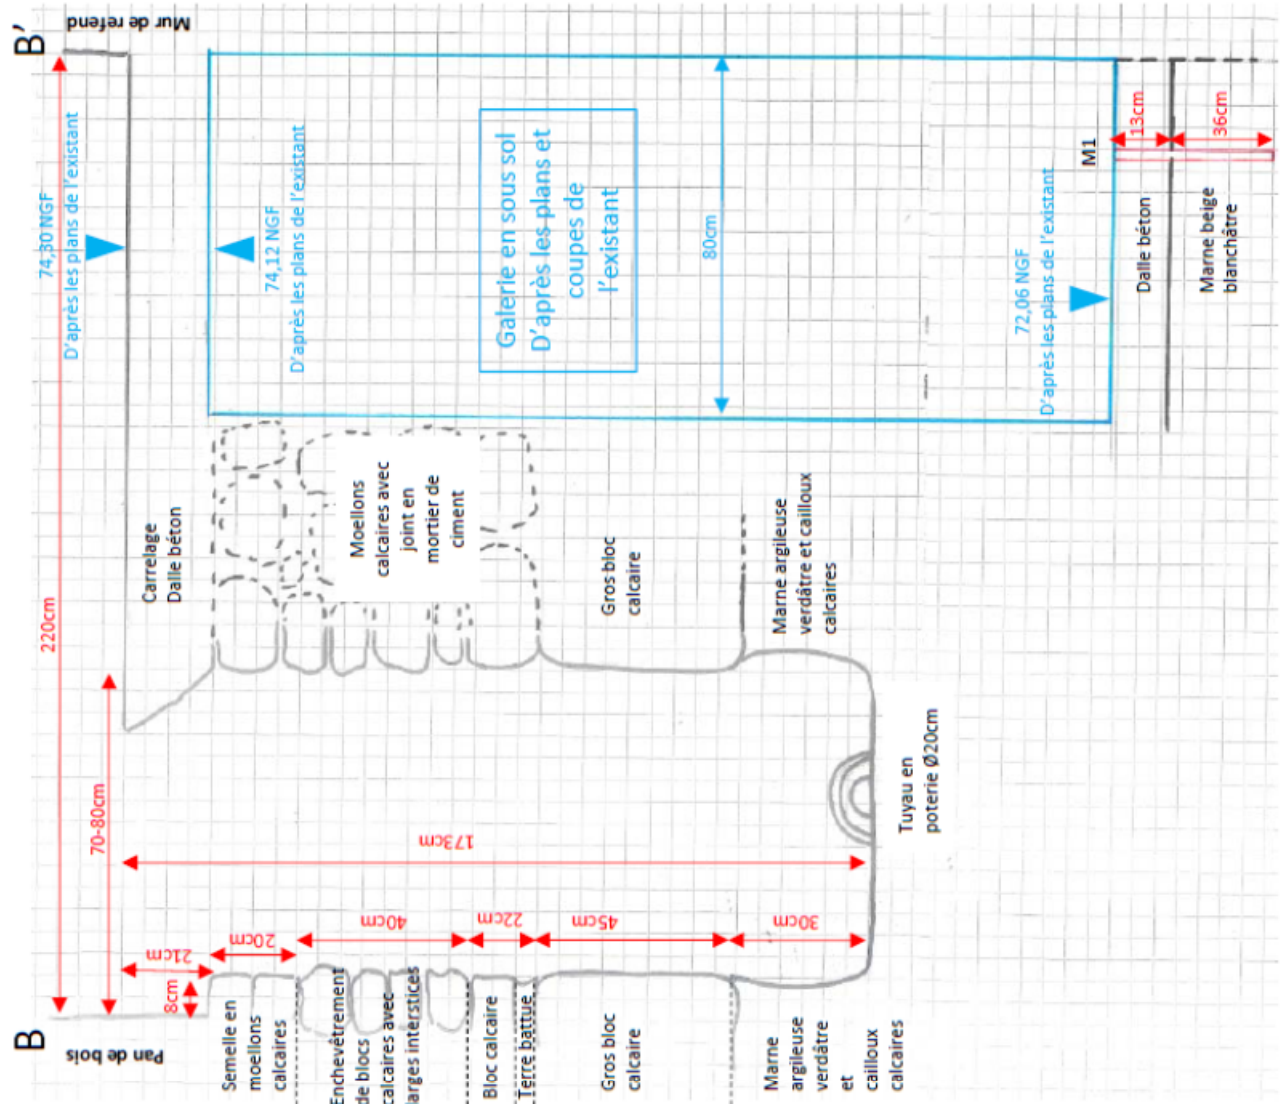 B
Pan de bois
B’
Mur de refend
220cm
70-80cm
74,30 NGF
D’après les plans de l’existant
74,12 NGF
D’après les plans de l’existant
Galerie en sous sol
D’après les plans et
coupes de
l’existant
80cm
72,06 NGF
D’après les plans de l’existant
M1
13cm
36cm
Dalle béton
Marne beige
blanchâtre
Carrelage
Dalle béton
Moellons
calcaires avec
joint en
mortier de
ciment
Gros bloc
calcaire
Marne argileuse
verdâtre et cailloux
calcaires
173cm
Tuyau en
poterie Ø20cm
21cm
8cm
20cm
40cm
22cm
45cm
30cm
Semelle en
moellons
calcaires
Enchevêtrement
de blocs
calcaires avec
larges interstices
Bloc calcaire
Terre battue
Gros bloc
calcaire
Marne
argileuse
verdâtre
et
cailloux
calcaires